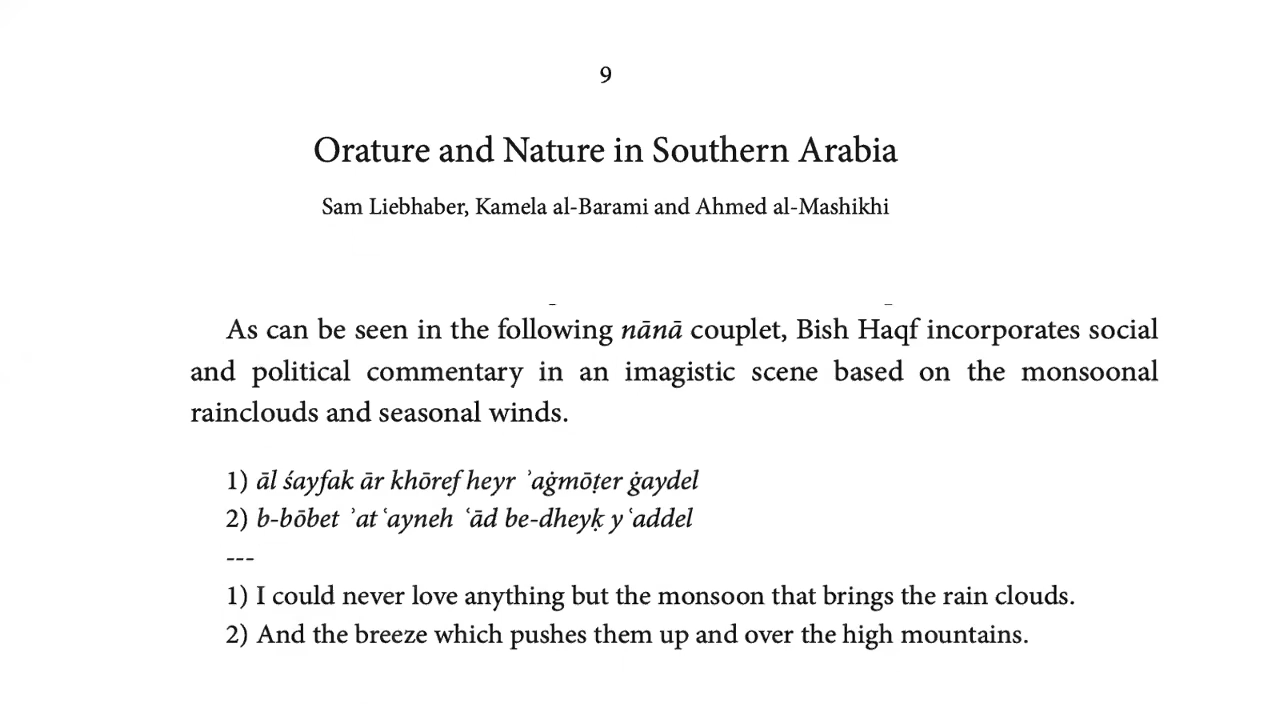 9
Orature and Nature in Southern Arabia
Sam Liebhaber, Kamela al-Barami and Ahmed al-Mashikhi
As can be seen in the following nānā couplet, Bish Haqf incorporates social
and political commentary in an imagistic scene based on the monsoonal
rainclouds and seasonal winds.
1) āl śayfak ār khōref heyr ʾaġmōṭer ġaydel
2) b-bōbet ʾat ʿayneh ʿād be-dheyḳ yʿaddel
---
1) I could never love anything but the monsoon that brings the rain clouds.
2) And the breeze which pushes them up and over the high mountains.